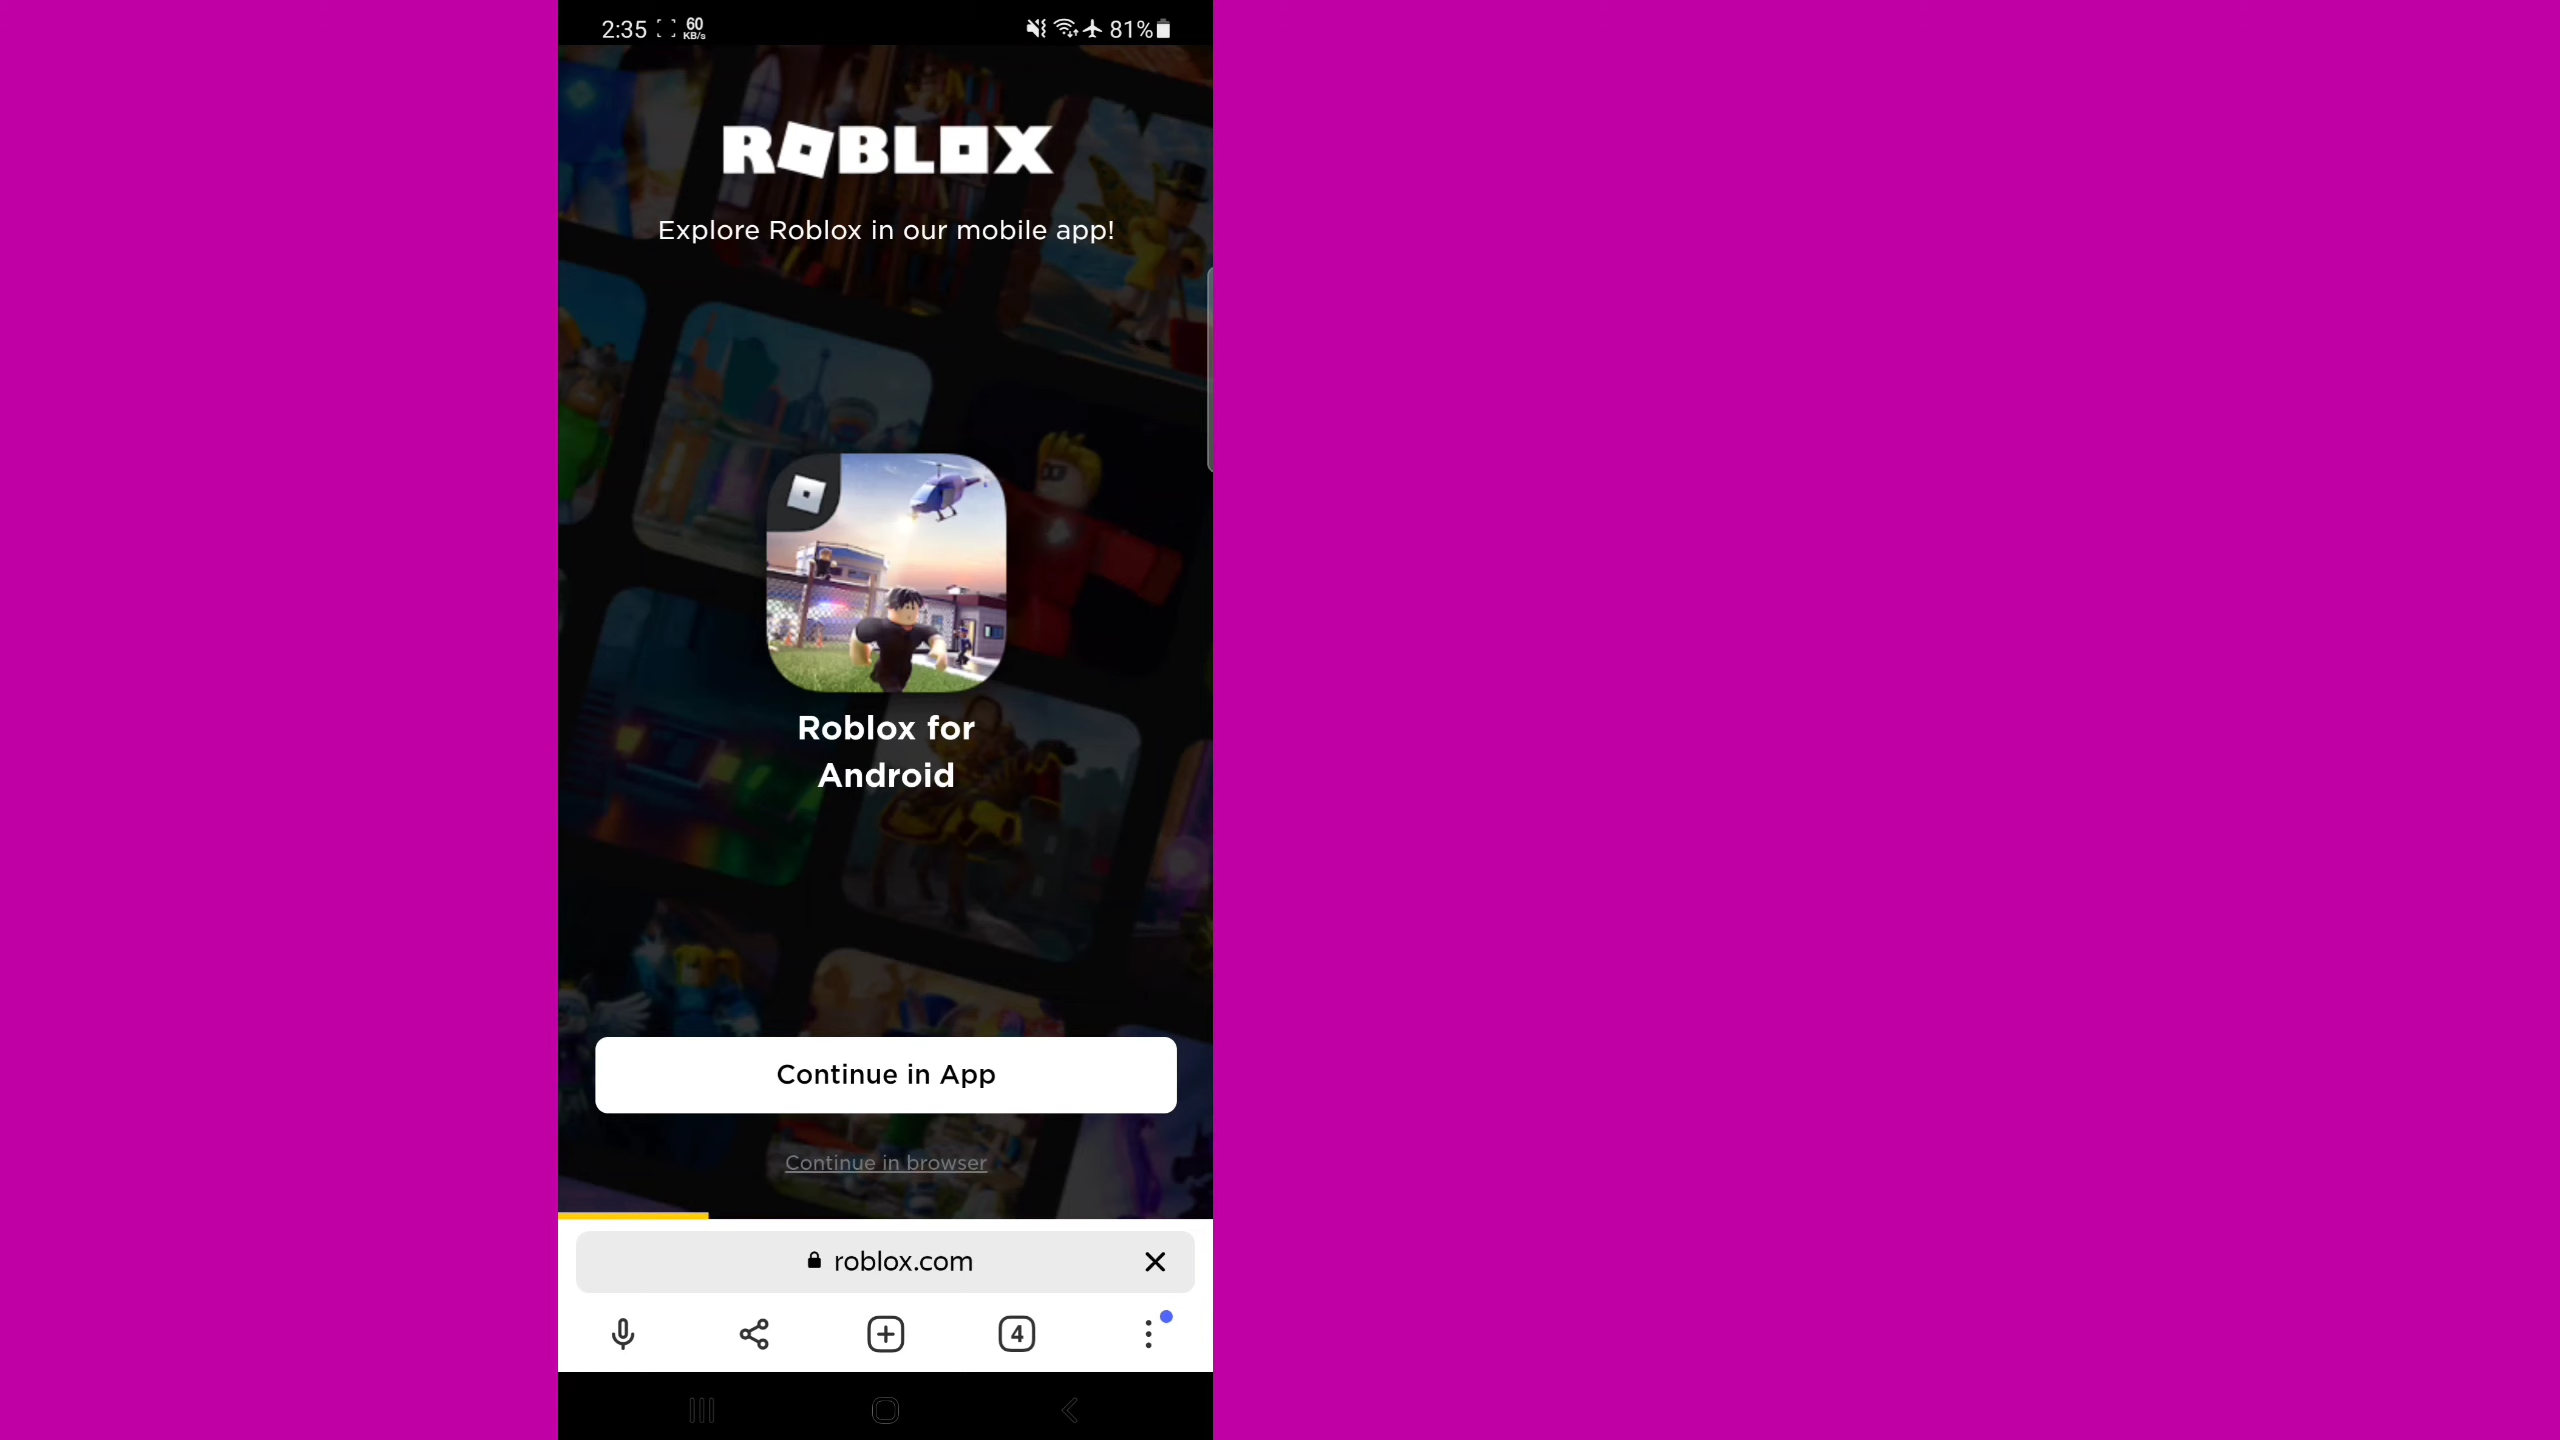 2:35 60 KB/s 81%
ROBLOX
Explore Roblox in our mobile app!
Roblox for
Android
Continue in App
Continue in browser
roblox.com
4